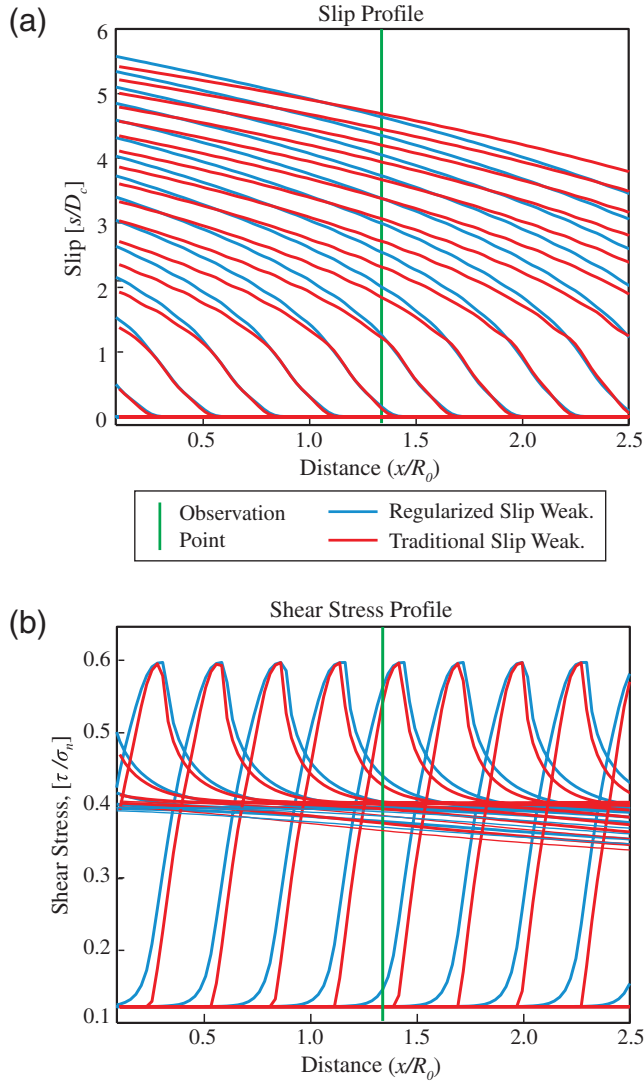 (a)
Slip Profile
6
5
4
3
2
1
0
Slip [s/D_c]
0.5 1.0 1.5 2.0 2.5
Distance (x/R_0)
Observation
Point
Regularized Slip Weak.
Traditional Slip Weak.
(b)
Shear Stress Profile
0.6
0.5
0.4
0.3
0.2
0.1
Shear Stress, [τ/σ_n]
0.5 1.0 1.5 2.0 2.5
Distance (x/R_0)